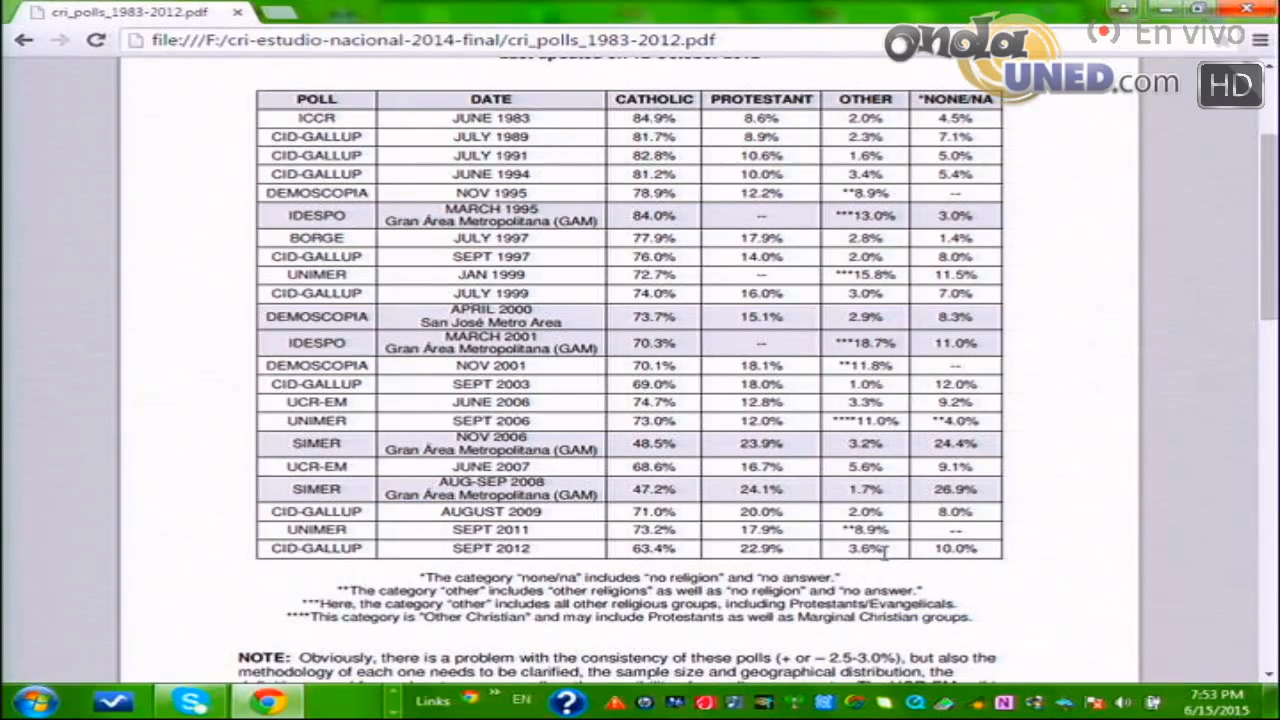 cri_polls_1983-2012.pdf
file:///F:/cri-estudio-nacional-2014-final/cri_polls_1983-2012.pdf
En vivo
onda
UNED.com
HD
POLL DATE CATHOLIC PROTESTANT OTHER *NONE/NA
ICCR JUNE 1983 84.9% 8.6% 2.0% 4.5%
CID-GALLUP JULY 1989 81.7% 8.9% 2.3% 7.1%
CID-GALLUP JULY 1991 82.8% 10.6% 1.6% 5.0%
CID-GALLUP JUNE 1994 81.2% 10.0% 3.4% 5.4%
DEMOSCOPIA NOV 1995 78.9% 12.2% **8.9% --
IDESPO MARCH 1995 84.0% -- ***13.0% 3.0%
Gran Área Metropolitana (GAM)
BORGE JULY 1997 77.9% 17.9% 2.8% 1.4%
CID-GALLUP SEPT 1997 76.0% 14.0% 2.0% 8.0%
UNIMER JAN 1999 72.7% -- ***15.8% 11.5%
CID-GALLUP JULY 1999 74.0% 16.0% 3.0% 7.0%
DEMOSCOPIA APRIL 2000 73.7% 15.1% 2.9% 8.3%
San José Metro Area
IDESPO MARCH 2001 70.3% -- ***18.7% 11.0%
Gran Área Metropolitana (GAM)
DEMOSCOPIA NOV 2001 70.1% 18.1% **11.8% --
CID-GALLUP SEPT 2003 69.0% 18.0% 1.0% 12.0%
UCR-EM JUNE 2006 74.7% 12.8% 3.3% 9.2%
UNIMER SEPT 2006 73.0% 12.0% ****11.0% **4.0%
SIMER NOV 2006 48.5% 23.9% 3.2% 24.4%
Gran Área Metropolitana (GAM)
UCR-EM JUNE 2007 68.6% 16.7% 5.6% 9.1%
SIMER AUG-SEP 2008 47.2% 24.1% 1.7% 26.9%
Gran Área Metropolitana (GAM)
CID-GALLUP AUGUST 2009 71.0% 20.0% 2.0% 8.0%
UNIMER SEPT 2011 73.2% 17.9% **8.9% --
CID-GALLUP SEPT 2012 63.4% 22.9% 3.6% 10.0%
*The category "none/na" includes "no religion" and "no answer."
**The category "other" includes "other religions" as well as "no religion" and "no answer."
***Here, the category "other" includes all other religious groups, including Protestants/Evangelicals.
****This category is "Other Christian" and may include Protestants as well as Marginal Christian groups.
NOTE: Obviously, there is a problem with the consistency of these polls (+ or – 2.5-3.0%), but also the
methodology of each one needs to be clarified, the sample size and geographical distribution, the
Links
EN
7:53 PM
6/15/2015